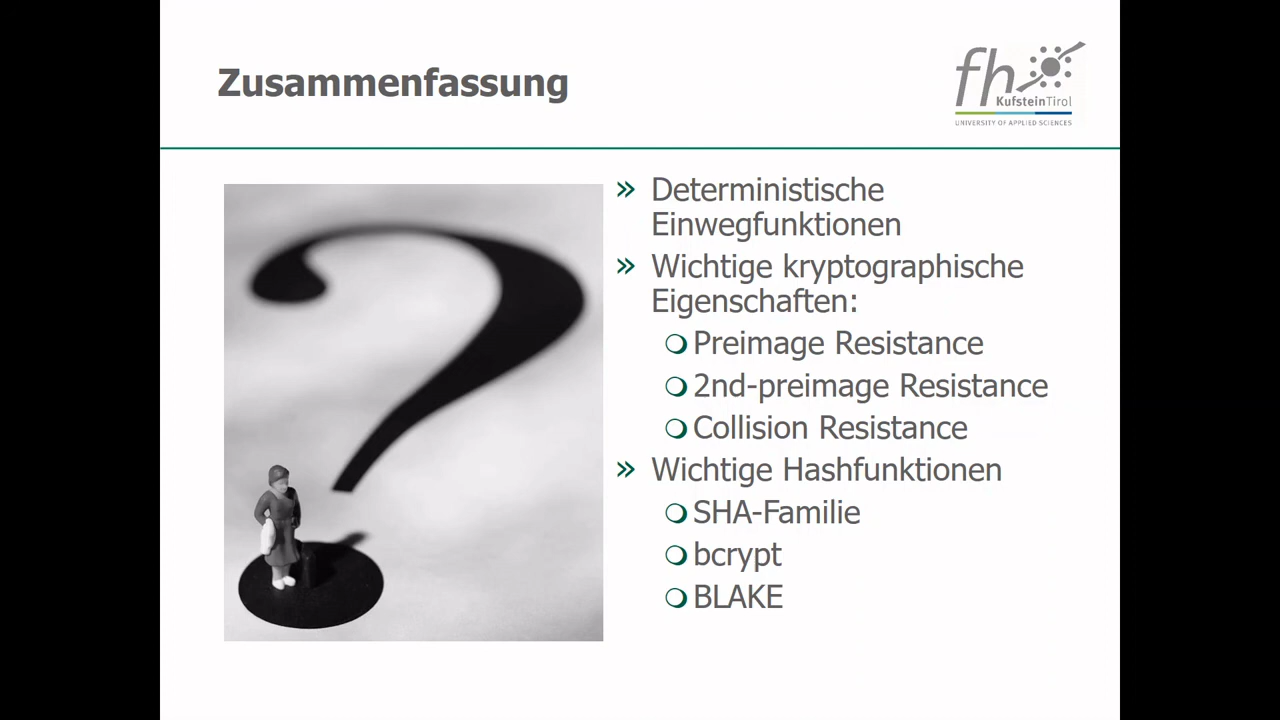 Zusammenfassung
fh
KufsteinTirol
UNIVERSITY OF APPLIED SCIENCES
» Deterministische
Einwegfunktionen
» Wichtige kryptographische
Eigenschaften:
Preimage Resistance
2nd-preimage Resistance
Collision Resistance
» Wichtige Hashfunktionen
SHA-Familie
bcrypt
BLAKE